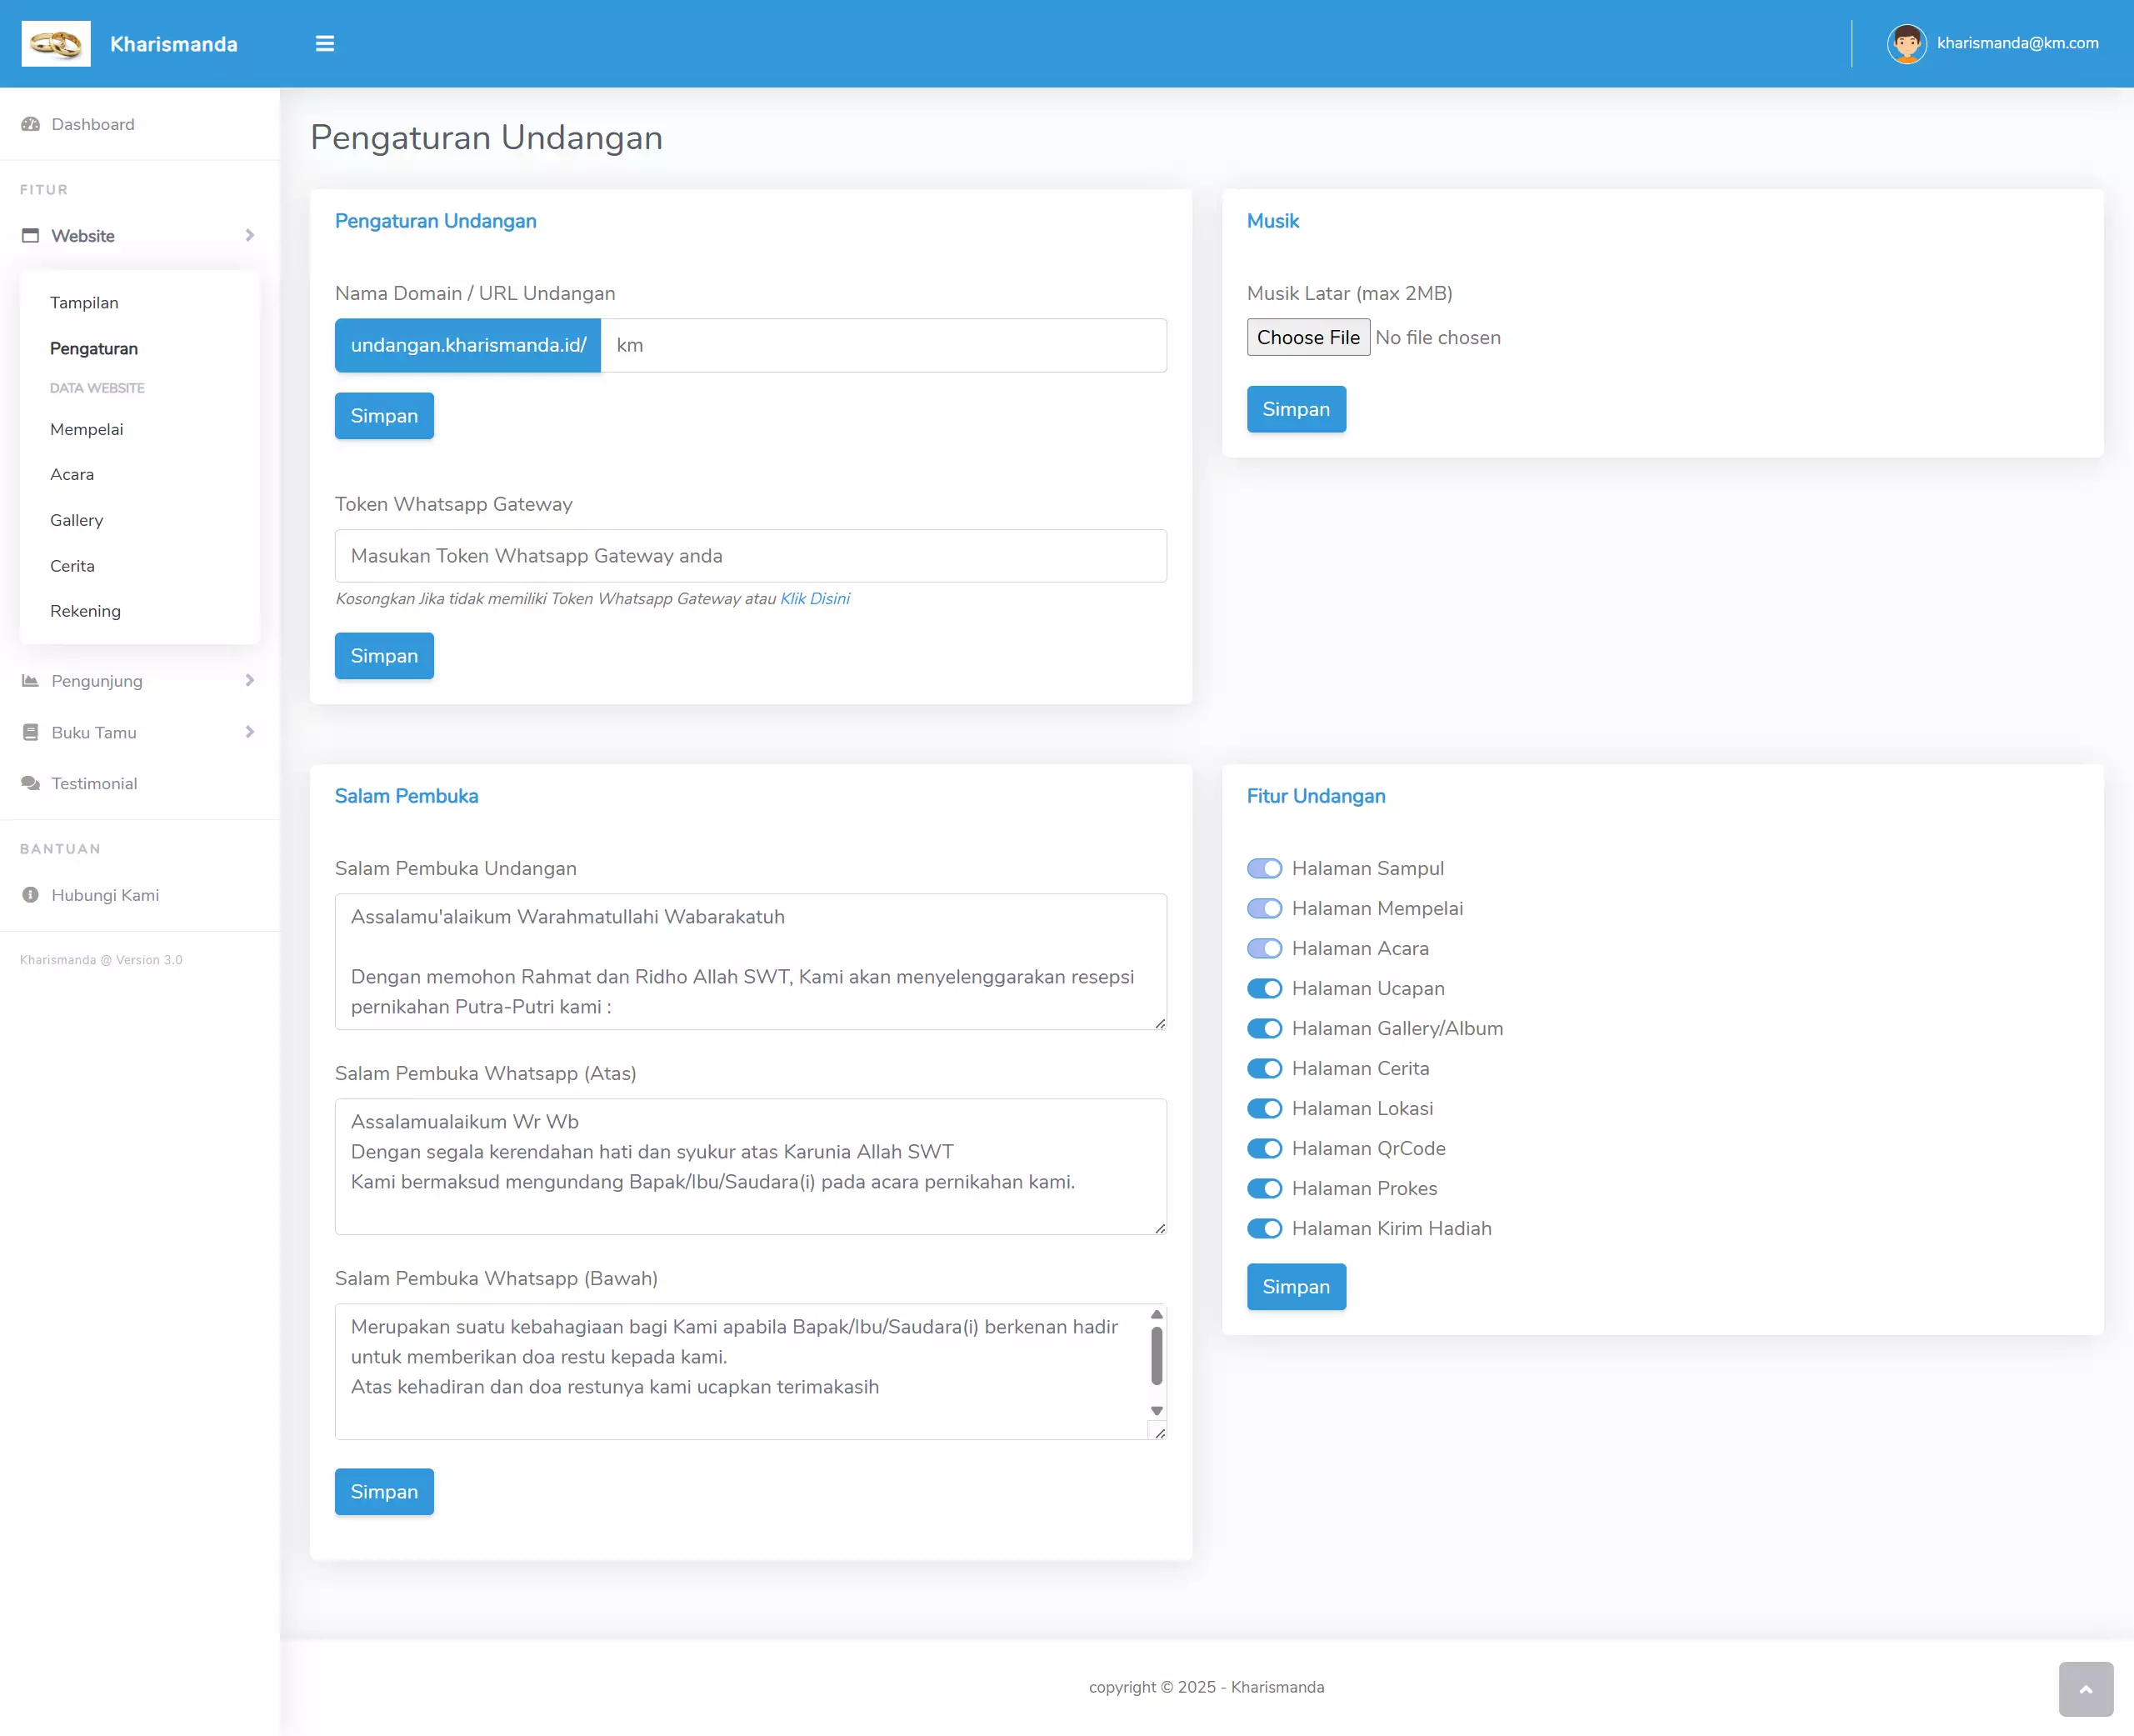 Kharismanda
kharismanda@km.com
Dashboard
FITUR
Website
Tampilan
Pengaturan
DATA WEBSITE
Mempelai
Acara
Gallery
Cerita
Rekening
Pengunjung
Buku Tamu
Testimonial
BANTUAN
Hubungi Kami
Kharismanda @ Version 3.0
Pengaturan Undangan
Pengaturan Undangan
Nama Domain / URL Undangan
undangan.kharismanda.id/ km
Simpan
Token Whatsapp Gateway
Masukan Token Whatsapp Gateway anda
Kosongkan Jika tidak memiliki Token Whatsapp Gateway atau Klik Disini
Simpan
Musik
Musik Latar (max 2MB)
Choose File No file chosen
Simpan
Salam Pembuka
Salam Pembuka Undangan
Assalamu'alaikum Warahmatullahi Wabarakatuh
Dengan memohon Rahmat dan Ridho Allah SWT, Kami akan menyelenggarakan resepsi
pernikahan Putra-Putri kami :
Salam Pembuka Whatsapp (Atas)
Assalamualaikum Wr Wb
Dengan segala kerendahan hati dan syukur atas Karunia Allah SWT
Kami bermaksud mengundang Bapak/Ibu/Saudara(i) pada acara pernikahan kami.
Salam Pembuka Whatsapp (Bawah)
Merupakan suatu kebahagiaan bagi Kami apabila Bapak/Ibu/Saudara(i) berkenan hadir
untuk memberikan doa restu kepada kami.
Atas kehadiran dan doa restunya kami ucapkan terimakasih
Simpan
Fitur Undangan
Halaman Sampul
Halaman Mempelai
Halaman Acara
Halaman Ucapan
Halaman Gallery/Album
Halaman Cerita
Halaman Lokasi
Halaman QrCode
Halaman Prokes
Halaman Kirim Hadiah
Simpan
copyright © 2025 - Kharismanda